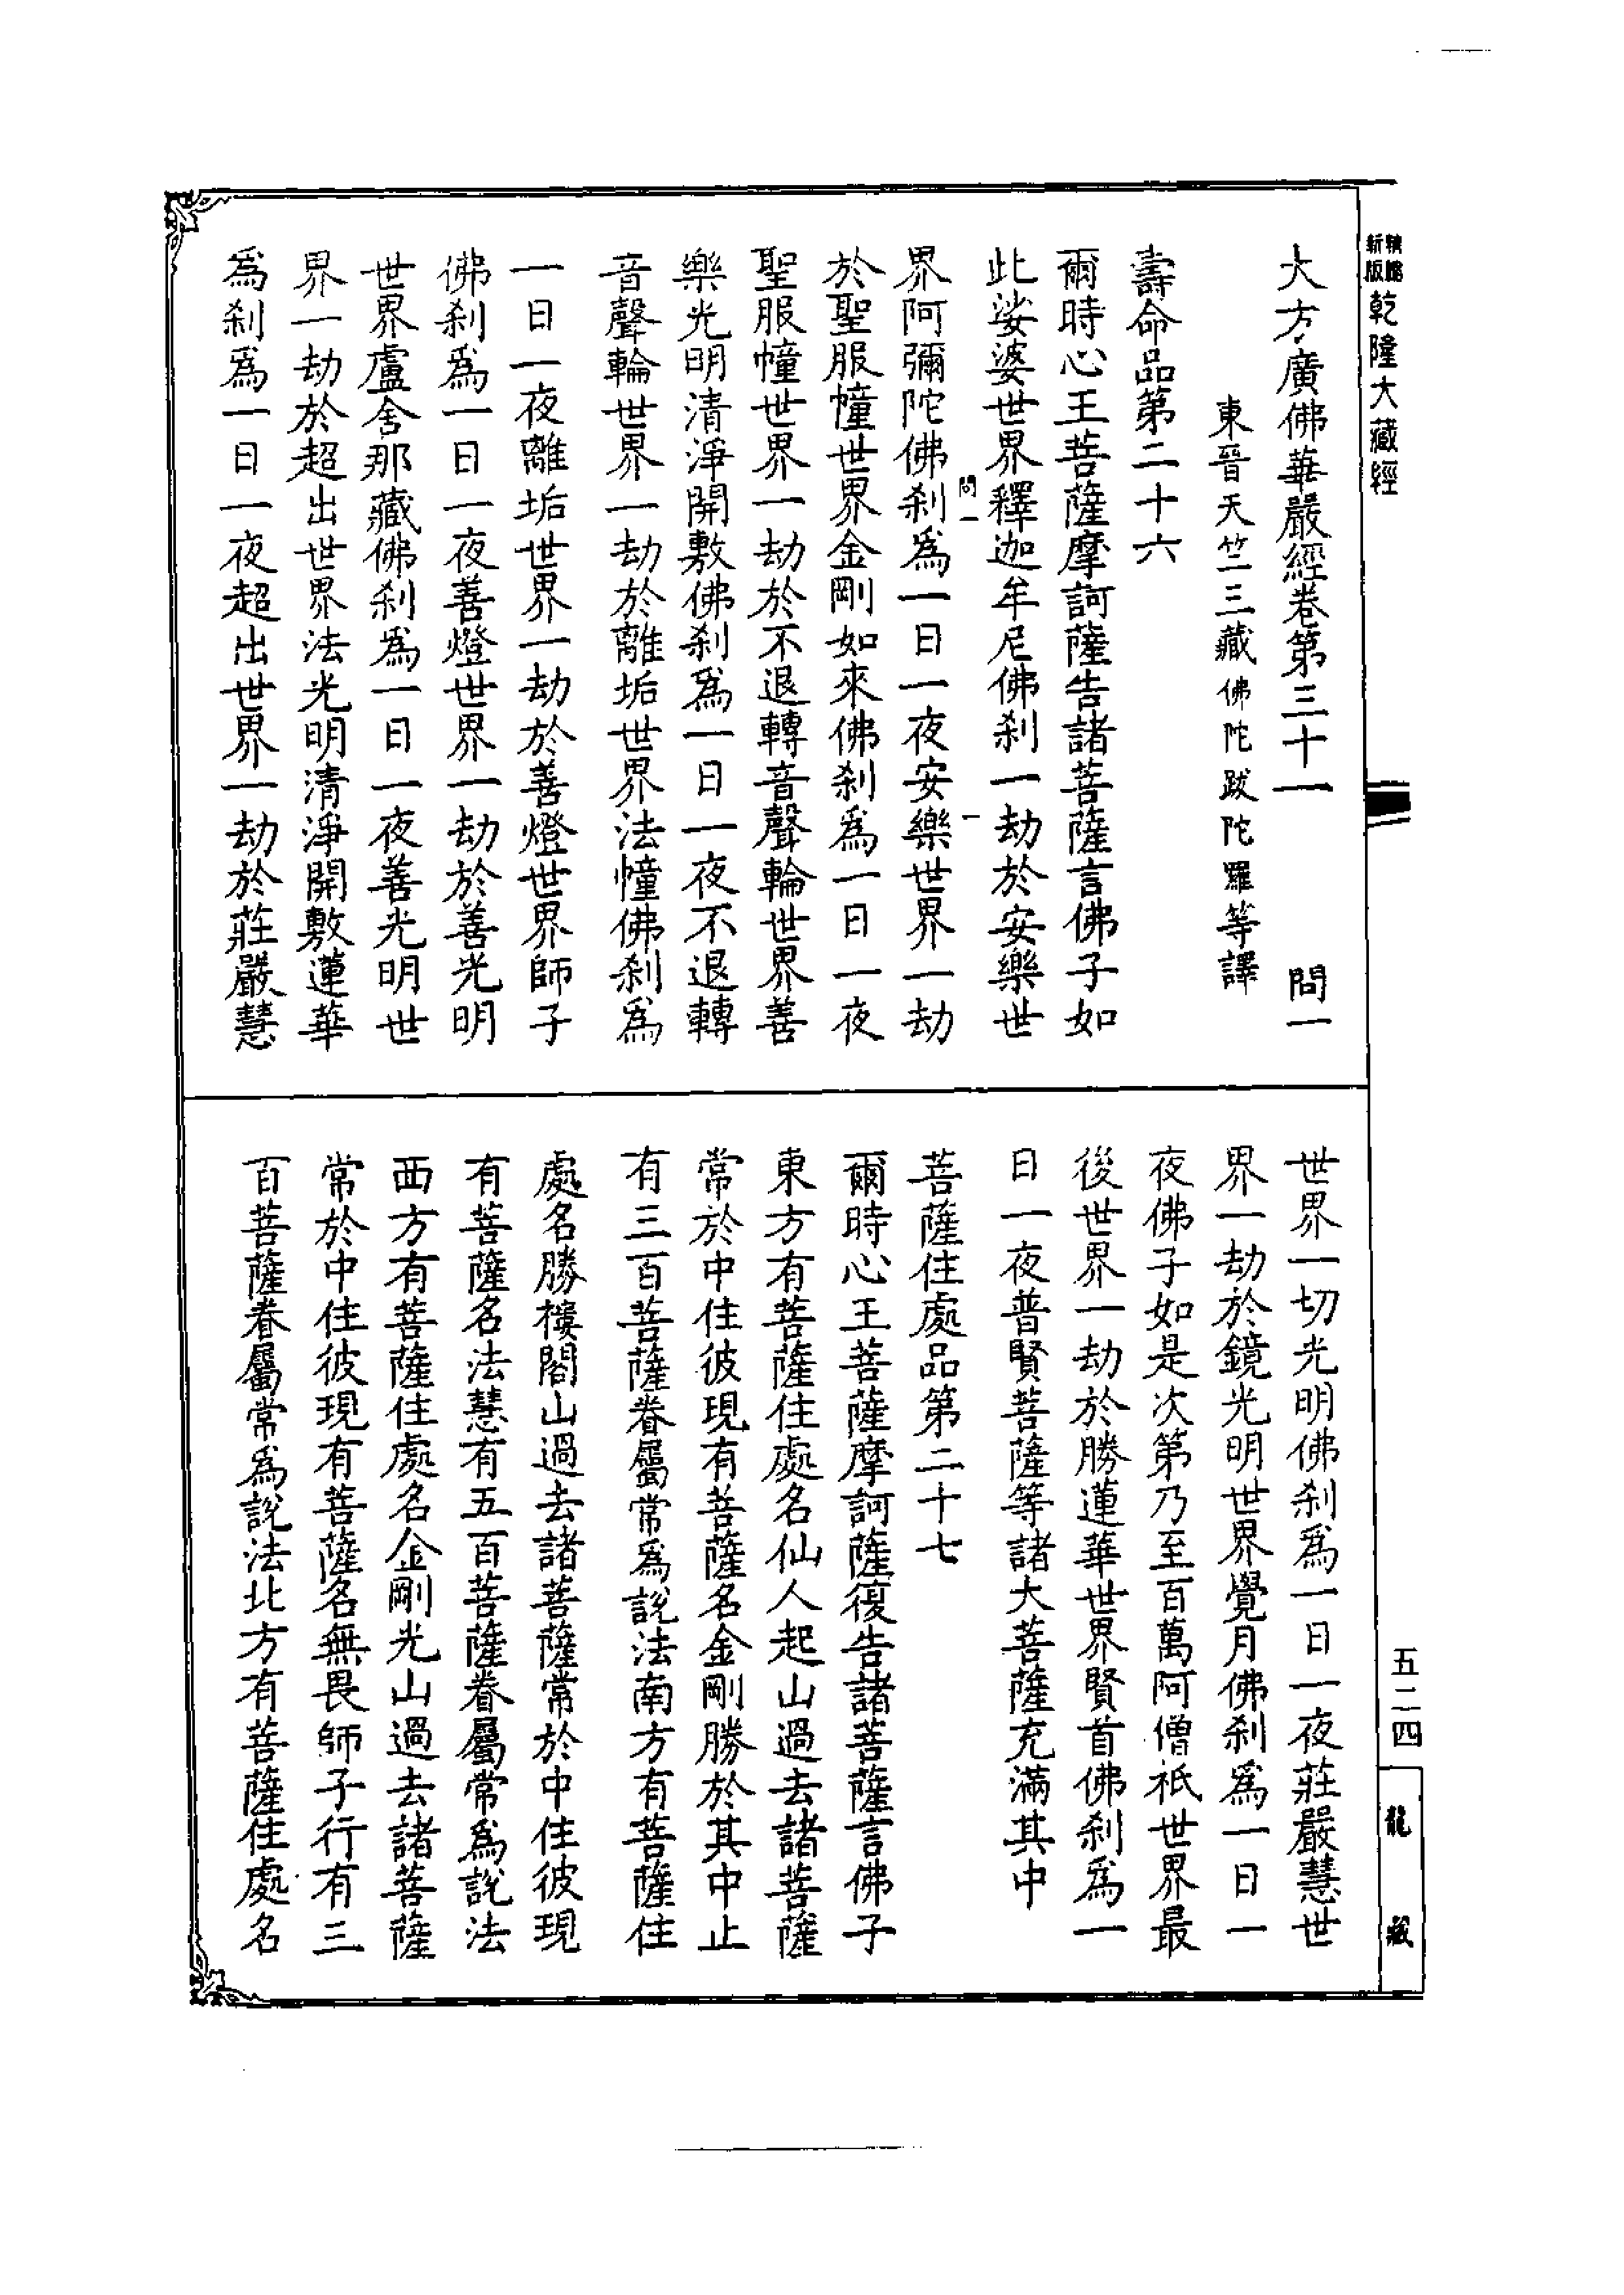 新版
精縮
乾隆大藏經
大方廣佛華嚴經卷第三十一 問一
東晉天竺三藏佛陀跋陀羅等譯
壽命品第二十六
爾時心王菩薩摩訶薩告諸菩薩言佛子如
此娑婆世界釋迦牟尼佛刹一劫於安樂世
問一 一
界阿彌陀佛刹爲一日一夜安樂世界一劫
於聖服幢世界金剛如來佛刹爲一日一夜
聖服幢世界一劫於不退轉音聲輪世界善
樂光明清淨開敷佛刹爲一日一夜不退轉
音聲輪世界一劫於離垢世界法幢佛刹爲
一日一夜離垢世界一劫於善燈世界師子
佛刹爲一日一夜善燈世界一劫於善光明
世界盧舍那藏佛刹爲一日一夜善光明世
界一劫於超出世界法光明清淨開敷蓮華
爲刹爲一日一夜超出世界一劫於莊嚴慧
世界一切光明佛刹爲一日一夜莊嚴慧世
界一劫於鏡光明世界覺月佛刹爲一日一
夜佛子如是次第乃至百萬阿僧祇世界最
後世界一劫於勝蓮華世界賢首佛刹爲一
日一夜普賢菩薩等諸大菩薩充滿其中
菩薩住處品第二十七
爾時心王菩薩摩訶薩復告諸菩薩言佛子
東方有菩薩住處名仙人起山過去諸菩薩
常於中住彼現有菩薩名金剛勝於其中止
有三百菩薩眷屬常爲說法南方有菩薩住
處名勝樓閣山過去諸菩薩常於中住彼現
有菩薩名法慧有五百菩薩眷屬常爲說法
西方有菩薩住處名金剛光山過去諸菩薩
常於中住彼現有菩薩名無畏師子行有三
百菩薩眷屬常爲說法北方有菩薩住處名
五二四
龍藏